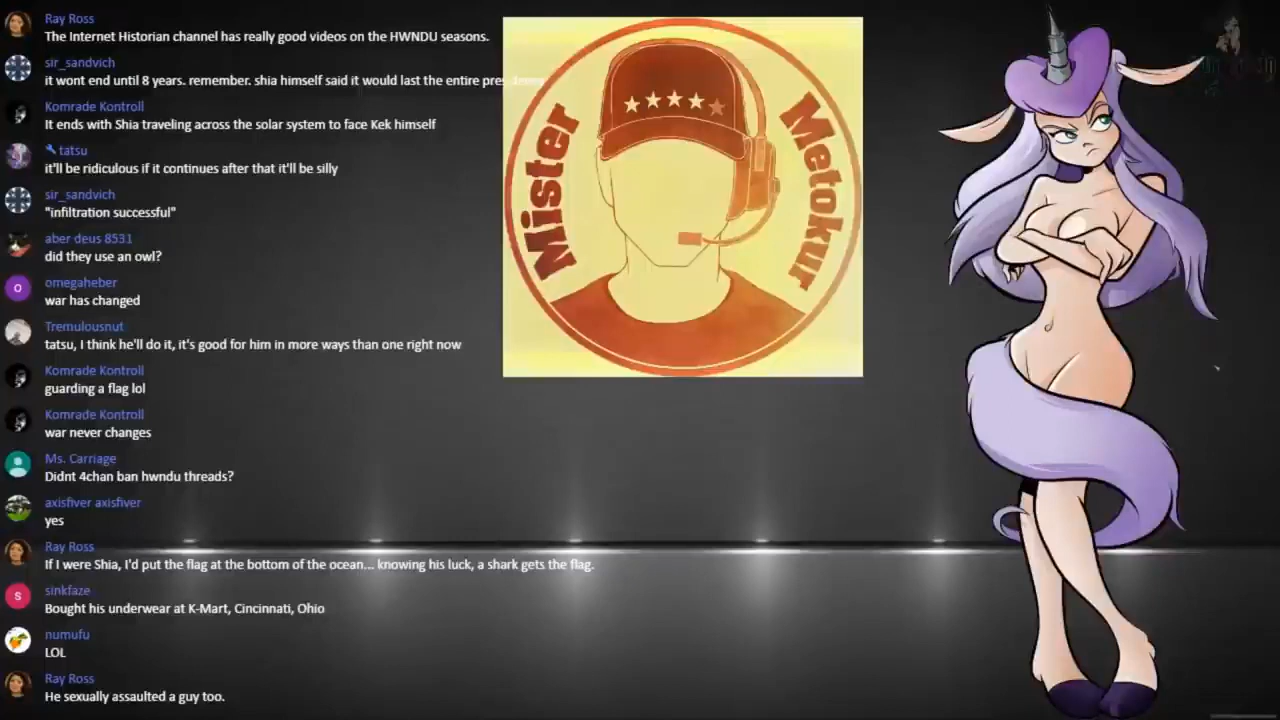 Ray Ross
The Internet Historian channel has really good videos on the HWNDU seasons.
sir_sandvich
it wont end until 8 years. remember. shia himself said it would last the entire presidency
Komrade Kontroll
It ends with Shia traveling across the solar system to face Kek himself
tatsu
it'll be ridiculous if it continues after that it'll be silly
sir_sandvich
"infiltration successful"
aber deus 8531
did they use an owl?
omegaheber
war has changed
Tremulousnut
tatsu, I think he'll do it, it's good for him in more ways than one right now
Komrade Kontroll
guarding a flag lol
Komrade Kontroll
war never changes
Ms. Carriage
Didnt 4chan ban hwndu threads?
axisfiver axisfiver
yes
Ray Ross
If I were Shia, I'd put the flag at the bottom of the ocean... knowing his luck, a shark gets the flag.
sinkfaze
Bought his underwear at K-Mart, Cincinnati, Ohio
numufu
LOL
Ray Ross
He sexually assaulted a guy too.
Mister
Metokur
O
S